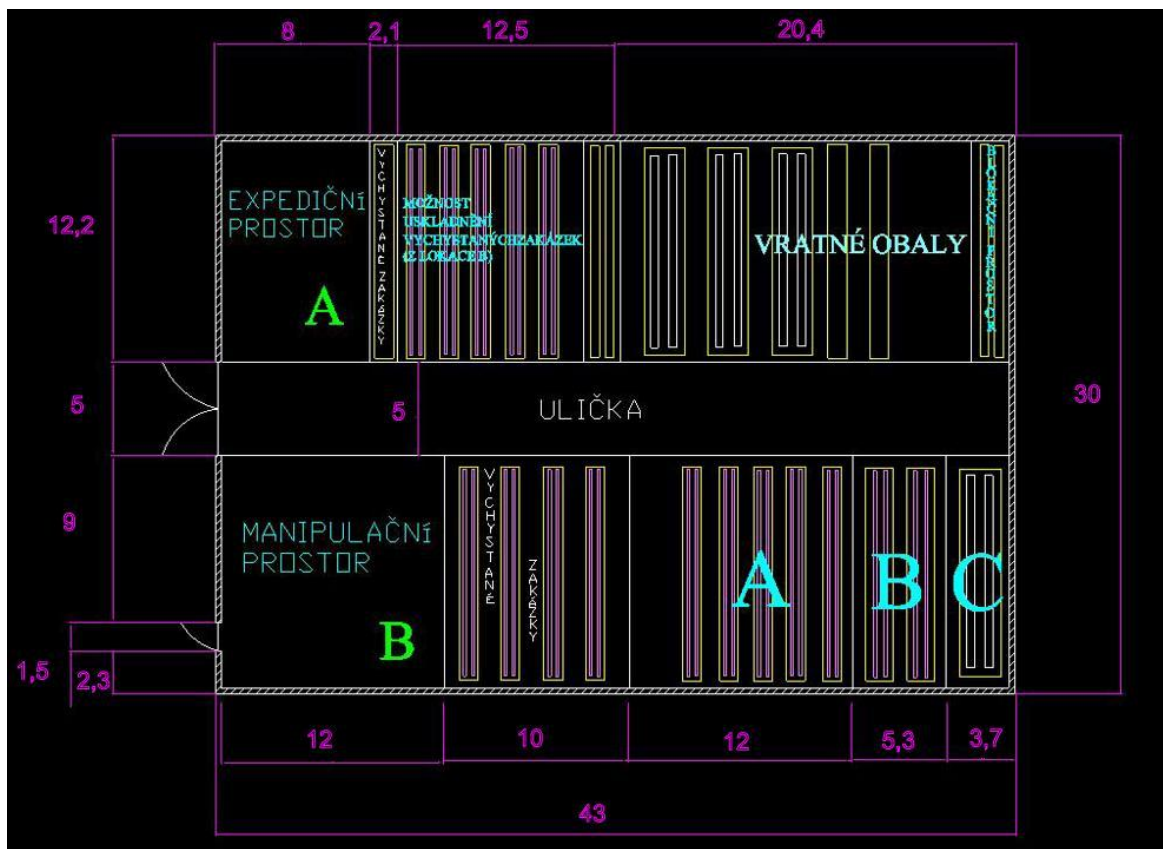 8
2,1
12,5
20,4
12,2
EXPEDIČNí
PROSTOR
A
VYCHYSTANÉ ZAKÁZKY
MOŽNOST
USKLADNĚNÍ
VYCHYSTANÝCHZAKÁZEK
(Z LOKACE B)
VRATNÉ OBALY
5
5
ULIČKA
30
9
MANIPULAČNí
PROSTOR
B
VYCHYSTANÉ
ZAKÁZKY
A
B
C
1,5
2,3
12
10
12
5,3
3,7
43